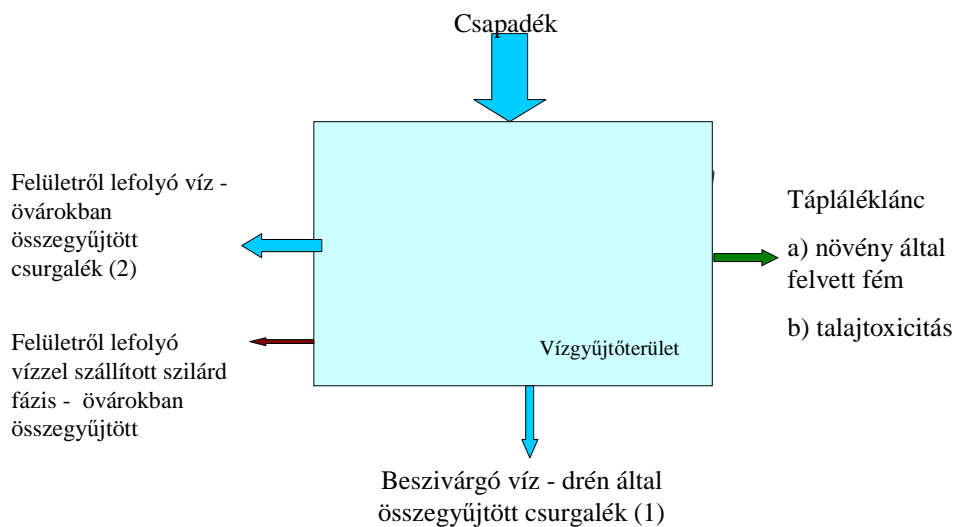 Csapadék
Felületről lefolyó víz -
övárokban
összegyűjtött
csurgalék (2)
Tápláléklánc
a) növény által
felvett fém
b) talajtoxicitás
Felületről lefolyó
vízzel szállított szilárd
fázis - övárokban
összegyűjtött
Vízgyűjtőterület
Beszivárgó víz - drén által
összegyűjtött csurgalék (1)